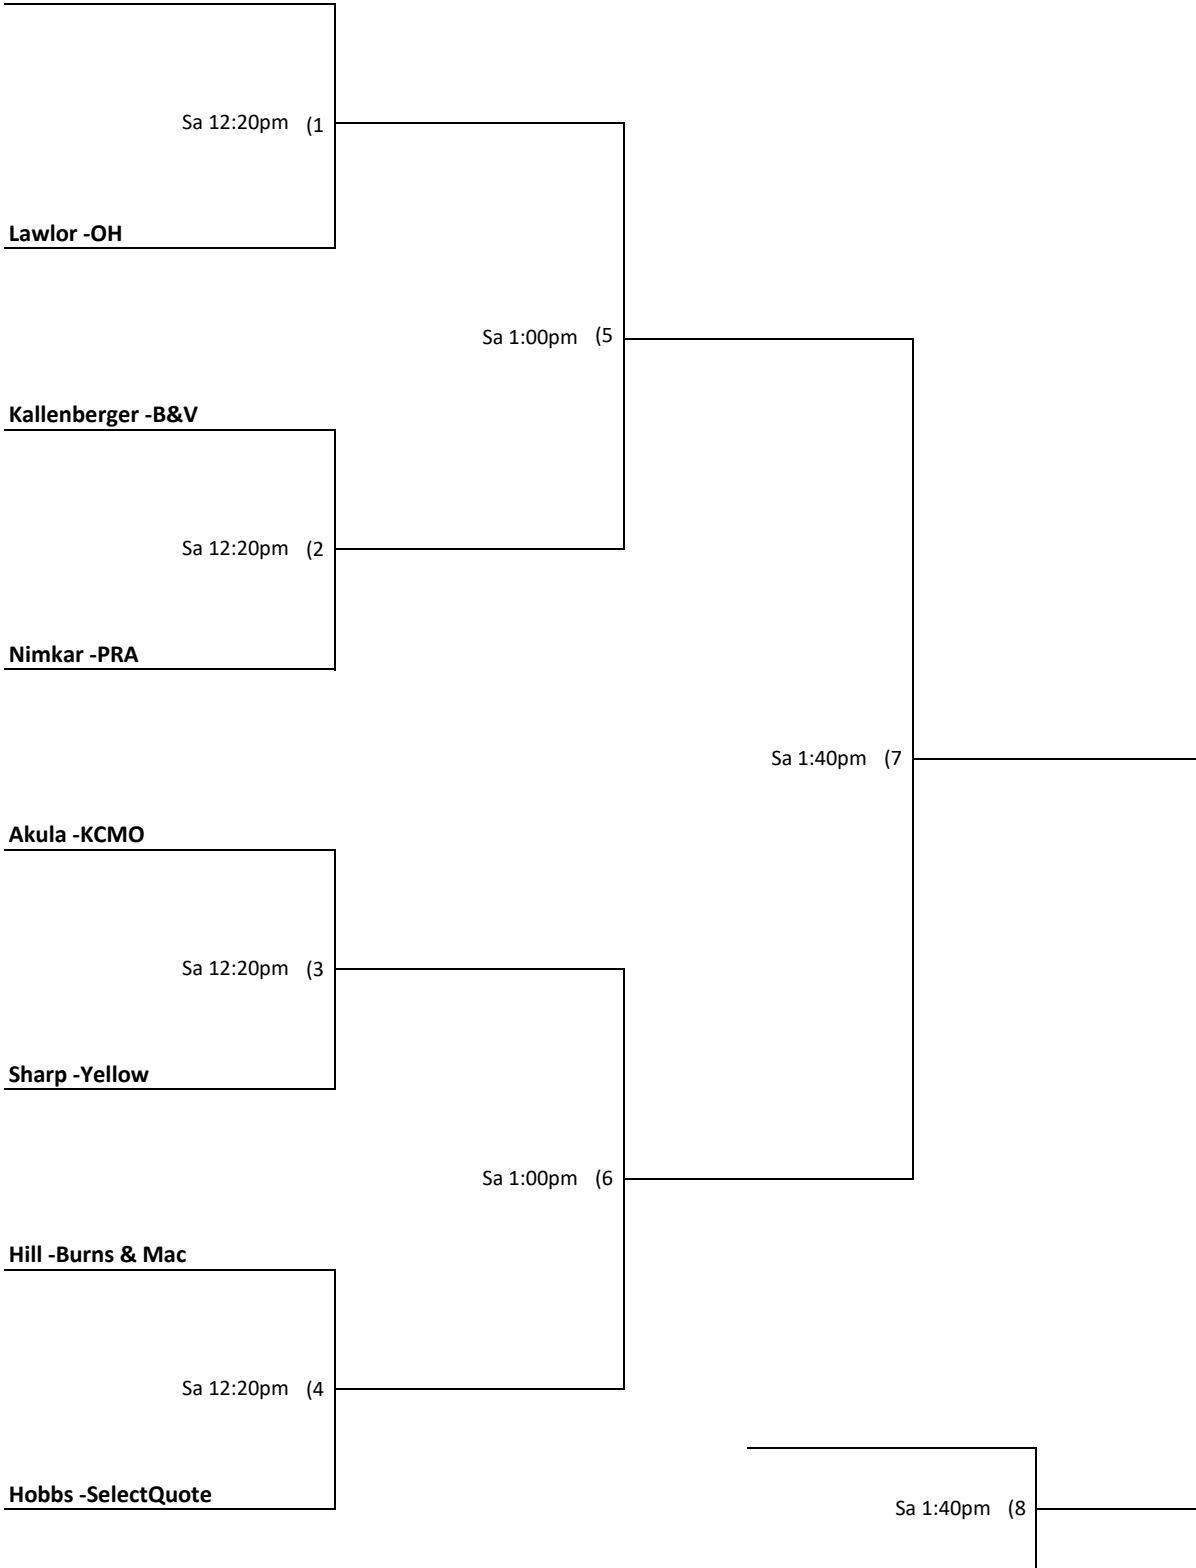 Sa 12:20pm (1
Lawlor -OH
Sa 1:00pm (5
Kallenberger -B&V
Sa 12:20pm (2
Nimkar -PRA
Sa 1:40pm (7
Akula -KCMO
Sa 12:20pm (3
Sharp -Yellow
Sa 1:00pm (6
Hill -Burns & Mac
Sa 12:20pm (4
Hobbs -SelectQuote
Sa 1:40pm (8